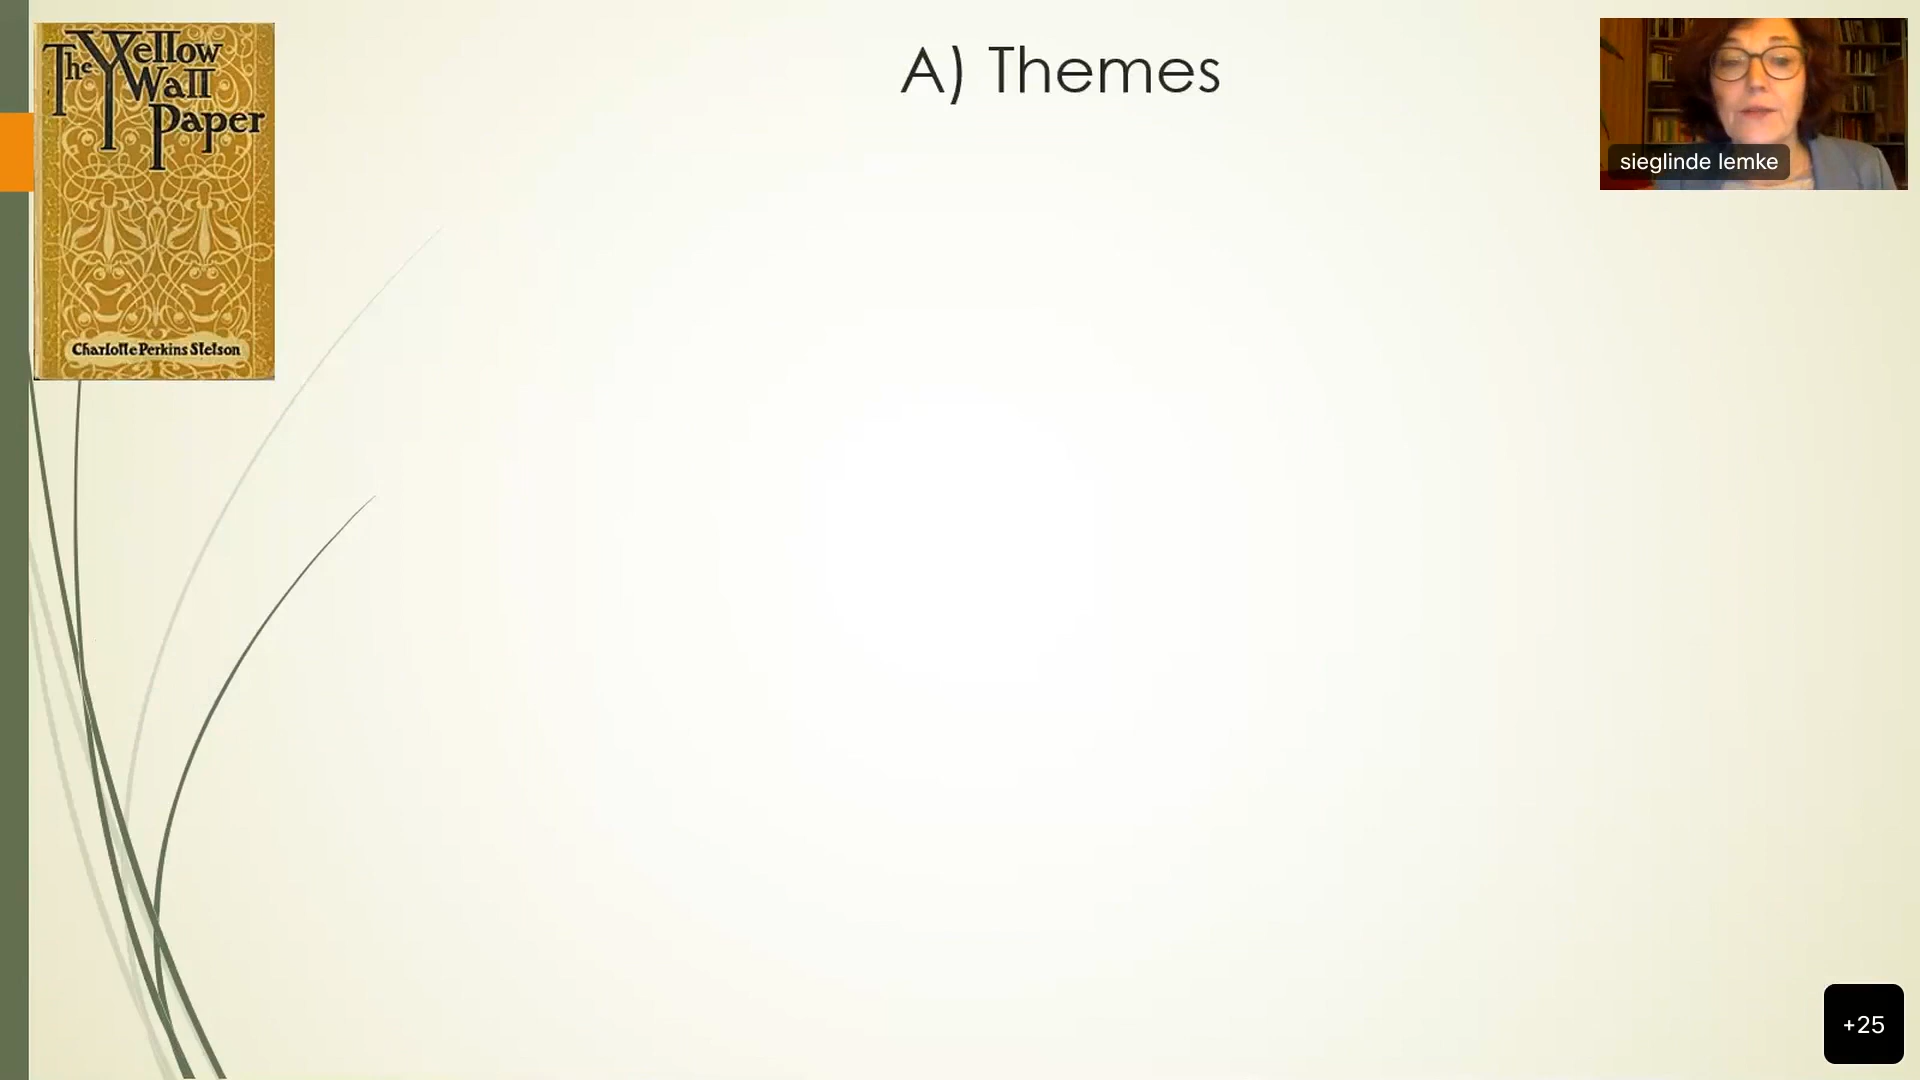 The Yellow
Wall
Paper
Charlotte Perkins Stetson
A) Themes
sieglinde lemke
+25